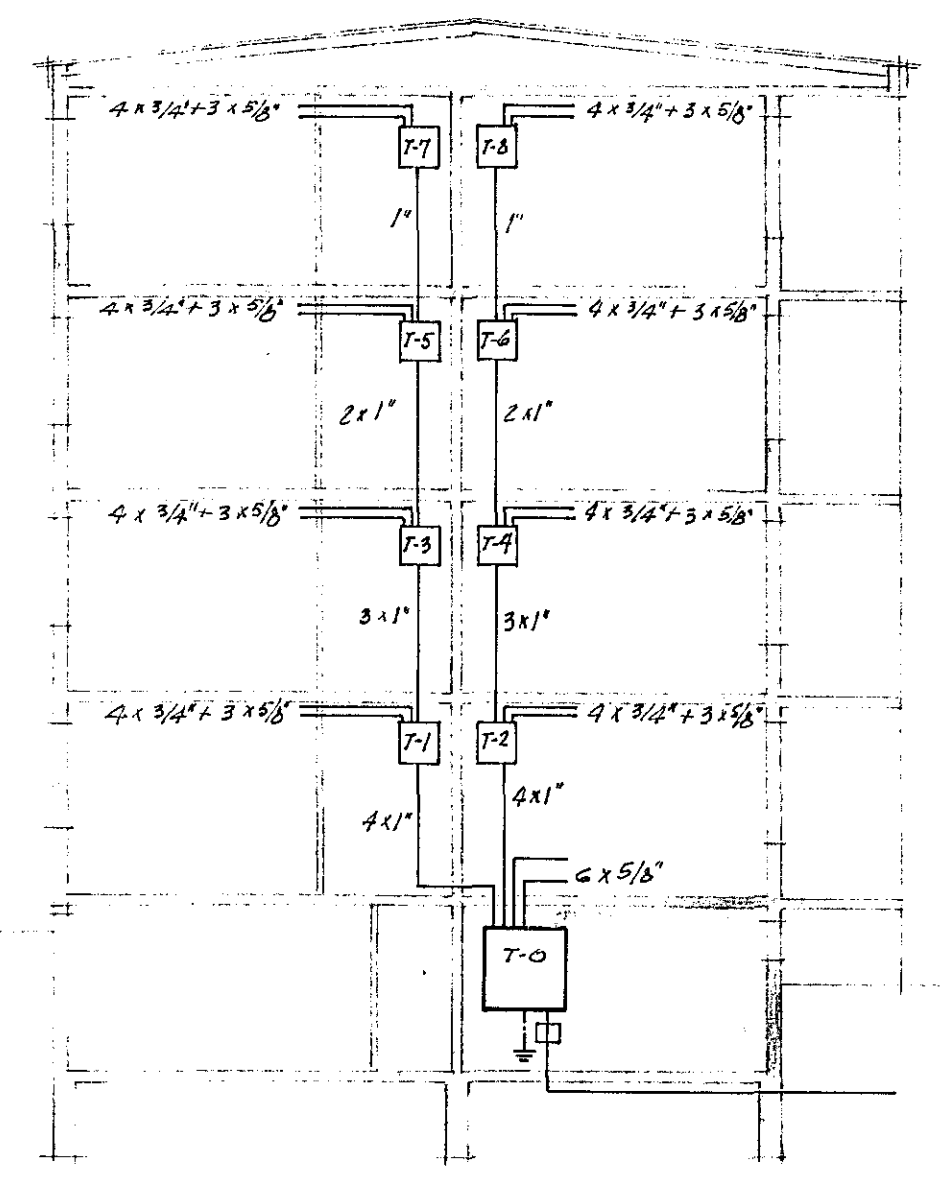 4 x 3/4" + 3 x 5/8"
4 x 3/4" + 3 x 5/8"
T-7
T-8
1"
1"
4 x 3/4" + 3 x 5/8"
4 x 3/4" + 3 x 5/8"
T-5
T-6
2 x 1"
2 x 1"
4 x 3/4" + 3 x 5/8"
4 x 3/4" + 3 x 5/8"
T-3
T-4
3 x 1"
3 x 1"
4 x 3/4" + 3 x 5/8"
4 x 3/4" + 3 x 5/8"
T-1
T-2
4 x 1"
4 x 1"
6 x 5/8"
T-0